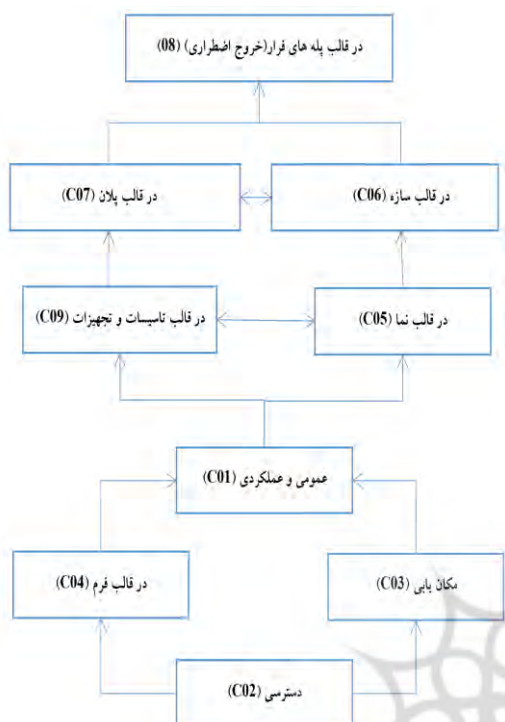 در قالب پله های فرار(خروج اضطراری) (08)
در قالب سازه (C06)
در قالب پلان (C07)
در قالب نما (C05)
در قالب تاسیسات و تجهیزات (C09)
عمومی و عملکردی (C01)
مکان یابی (C03)
در قالب فرم (C04)
دسترسی (C02)